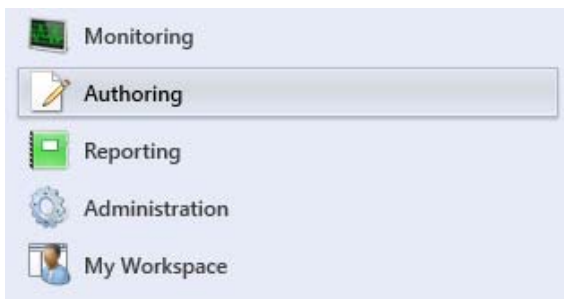 Monitoring
Authoring
Reporting
Administration
My Workspace